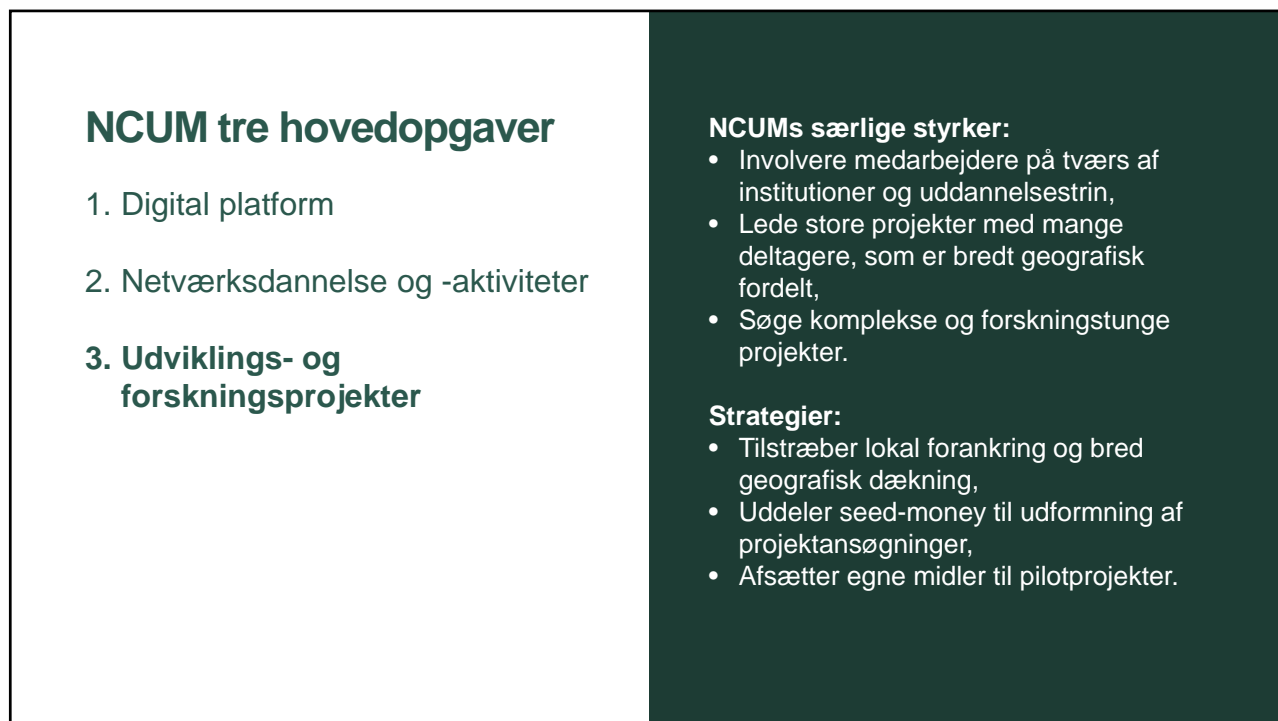 NCUM tre hovedopgaver
1. Digital platform
2. Netværksdannelse og -aktiviteter
3. Udviklings- og
forskningsprojekter
NCUMs særlige styrker:
• Involvere medarbejdere på tværs af
institutioner og uddannelsestrin,
• Lede store projekter med mange
deltagere, som er bredt geografisk
fordelt,
• Søge komplekse og forskningstunge
projekter.
Strategier:
• Tilstræber lokal forankring og bred
geografisk dækning,
• Uddeler seed-money til udformning af
projektansøgninger,
• Afsætter egne midler til pilotprojekter.